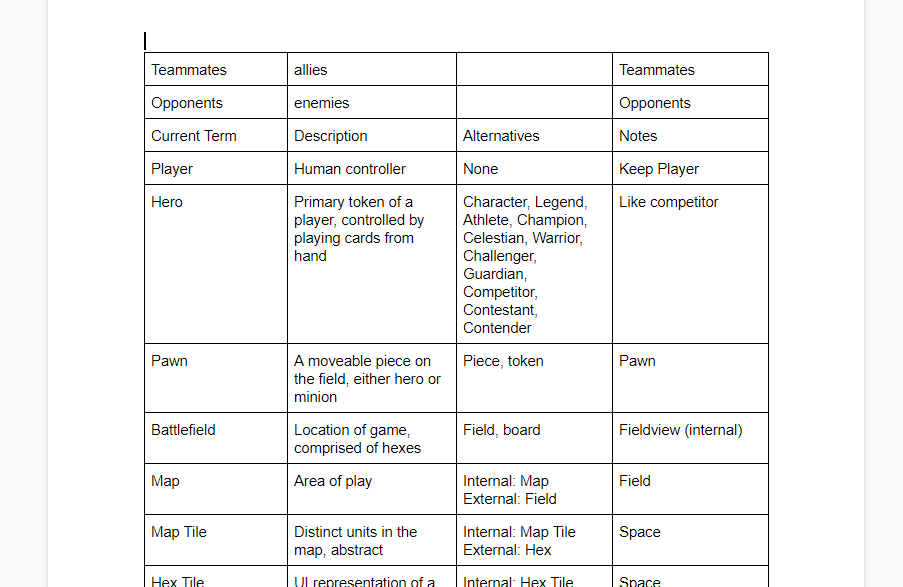 Teammates allies Teammates
Opponents enemies Opponents
Current Term Description Alternatives Notes
Player Human controller None Keep Player
Hero Primary token of a Character, Legend, Like competitor
player, controlled by Athlete, Champion,
playing cards from Celestian, Warrior,
hand Challenger,
Guardian,
Competitor,
Contestant,
Contender
Pawn A moveable piece on Piece, token Pawn
the field, either hero or
minion
Battlefield Location of game, Field, board Fieldview (internal)
comprised of hexes
Map Area of play Internal: Map Field
External: Field
Map Tile Distinct units in the Internal: Map Tile Space
map, abstract External: Hex
Hex Tile UI representation of a Internal: Hex Tile Space